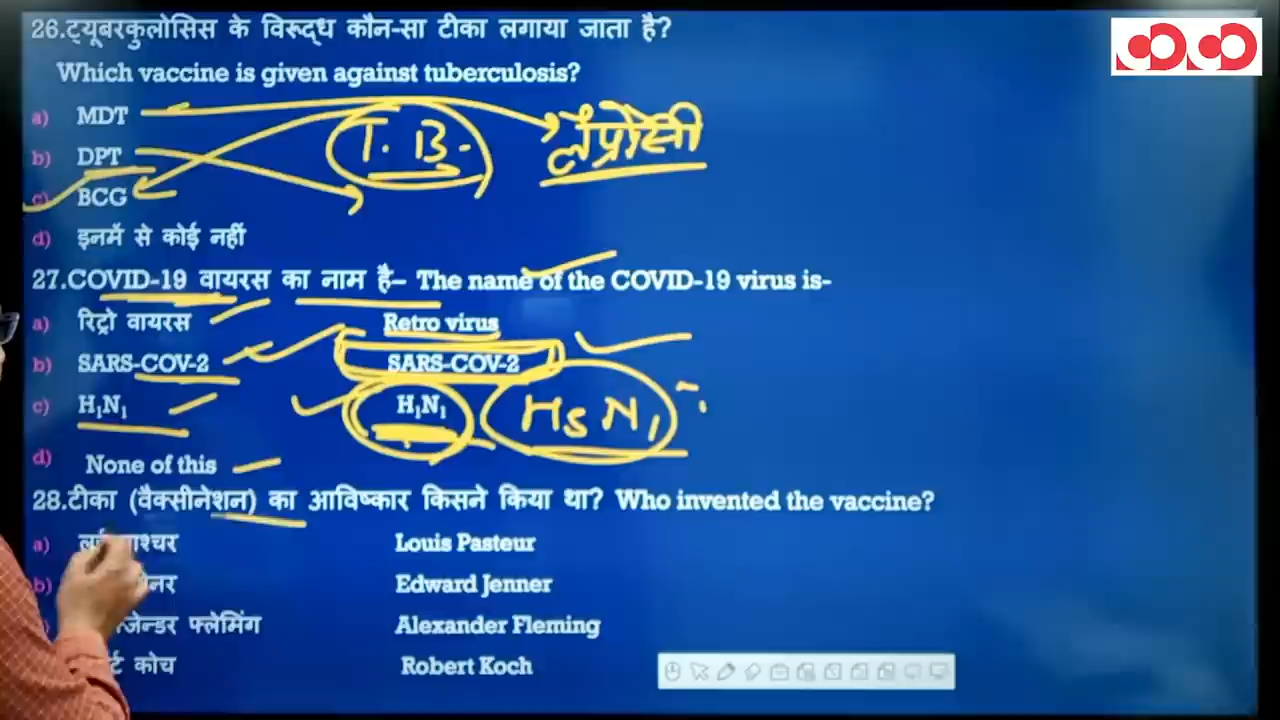 26.ट्यूबरकुलोसिस के विरूद्ध कौन-सा टीका लगाया जाता है?
Which vaccine is given against tuberculosis?
a) MDT
T.B.
लेप्रोसी
b) DPT
c) BCG
d) इनमें से कोई नहीं
27.COVID-19 वायरस का नाम है– The name of the COVID-19 virus is-
a) रिट्रो वायरस Retro virus
b) SARS-COV-2 SARS-COV-2
c) H₁N₁ H₁N₁ H5N₁
d) None of this
28.टीका (वैक्सीनेशन) का आविष्कार किसने किया था? Who invented the vaccine?
a) Louis Pasteur
b) Edward Jenner
फ्लेमिंग Alexander Fleming
कोच Robert Koch